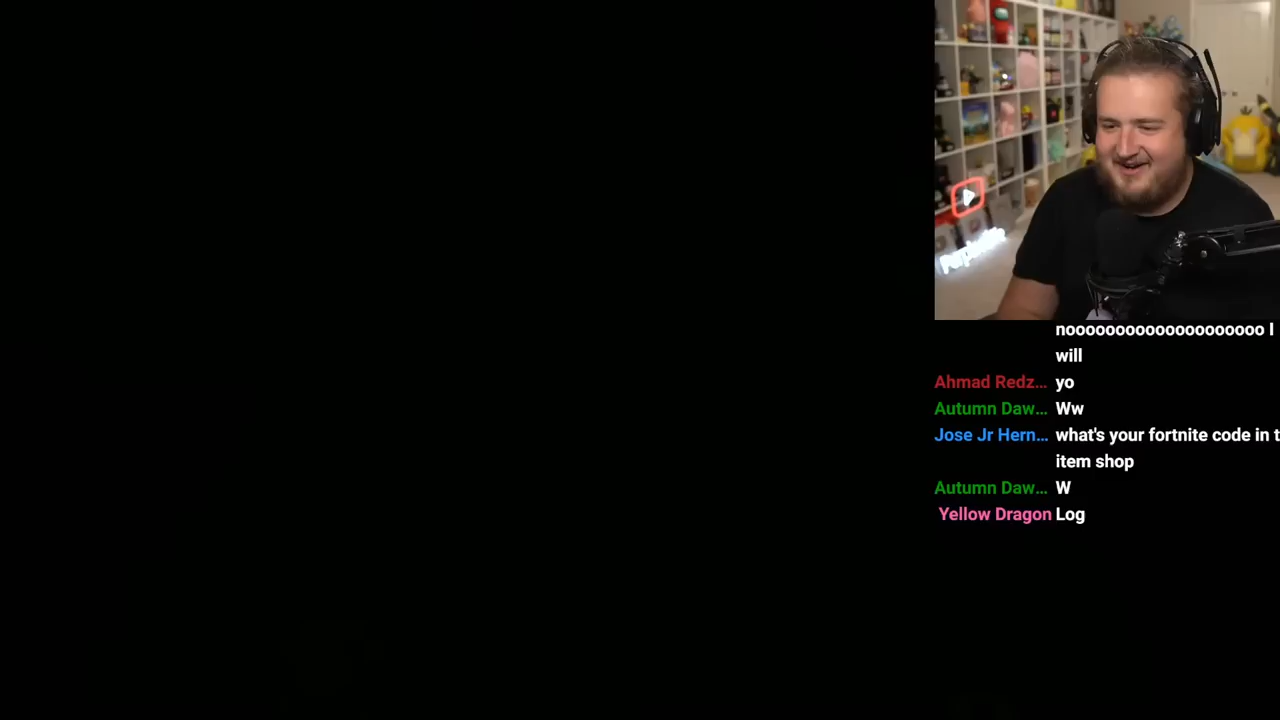 nooooooooooooooooooooo I
will
Ahmad Redz… yo
Autumn Daw… Ww
Jose Jr Hern… what's your fortnite code in t
item shop
Autumn Daw… W
Yellow Dragon Log